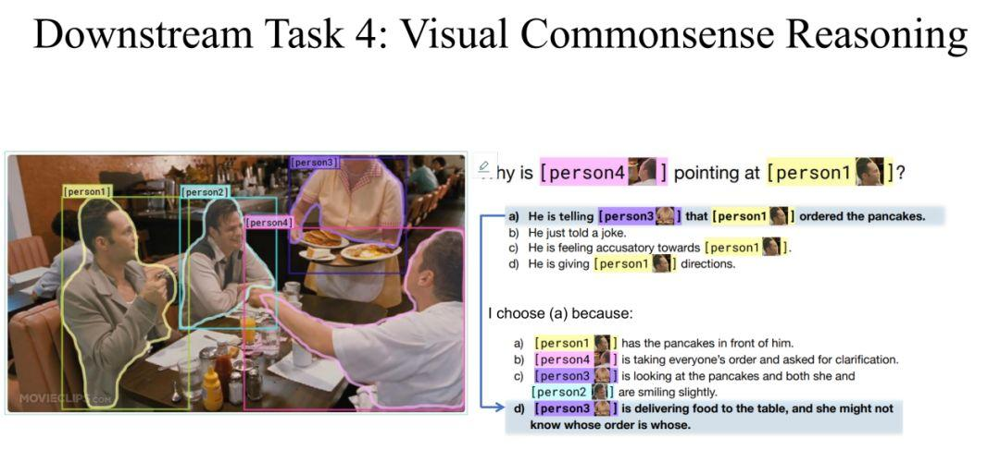 Downstream Task 4: Visual Commonsense Reasoning
[person1]
[person2]
[person3]
[person4]
MOVIECLIPS.COM
hy is [person4 ] pointing at [person1 ]?
a) He is telling [person3 ] that [person1 ] ordered the pancakes.
b) He just told a joke.
c) He is feeling accusatory towards [person1 ].
d) He is giving [person1 ] directions.
I choose (a) because:
a) [person1 ] has the pancakes in front of him.
b) [person4 ] is taking everyone's order and asked for clarification.
c) [person3 ] is looking at the pancakes and both she and
[person2 ] are smiling slightly.
d) [person3 ] is delivering food to the table, and she might not
know whose order is whose.